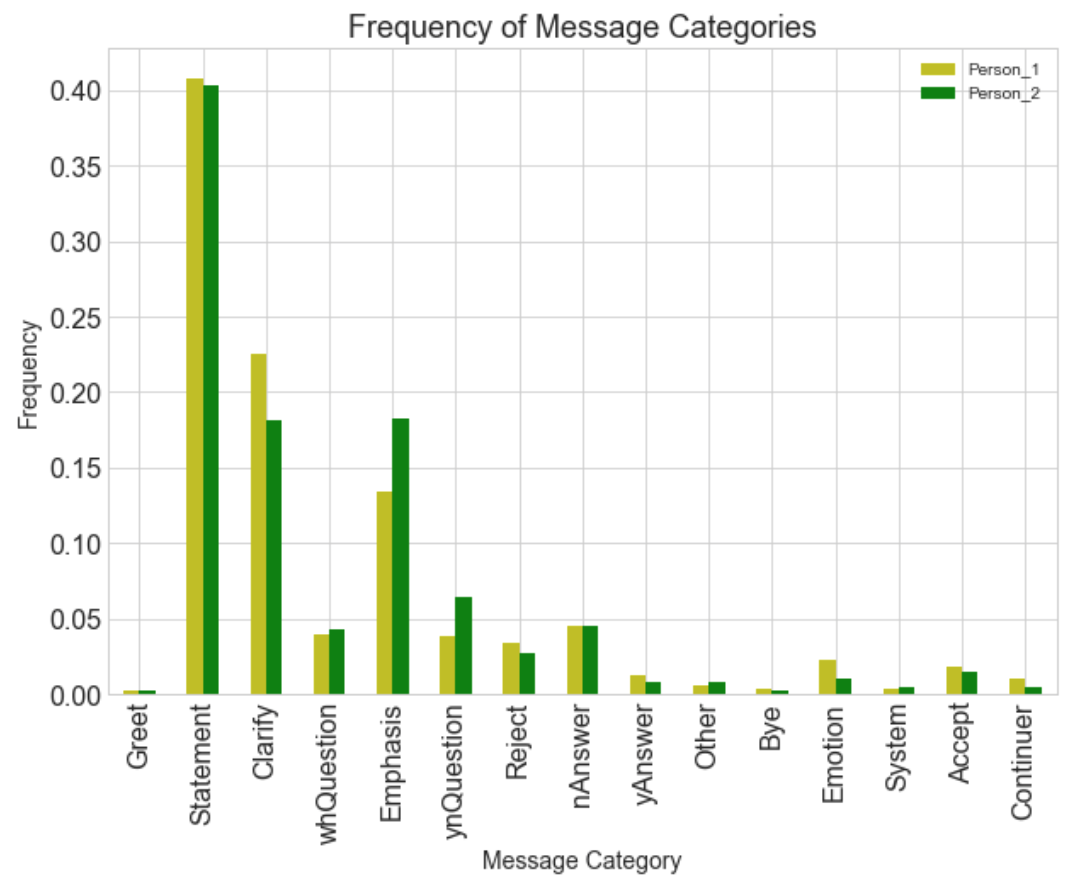 Frequency of Message Categories
Person_1
Person_2
0.40
0.35
0.30
0.25
0.20
0.15
0.10
0.05
0.00
Frequency
Greet
Statement
Clarify
whQuestion
Emphasis
ynQuestion
Reject
nAnswer
yAnswer
Other
Bye
Emotion
System
Accept
Continuer
Message Category